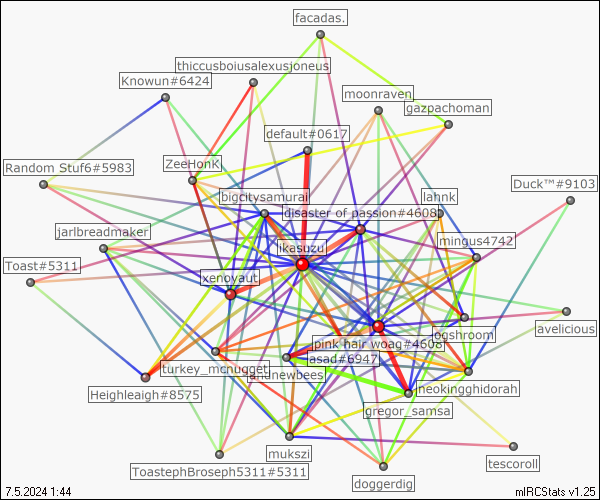 facadas.
thiccusboiusalexusjoneus
Knowun#6424
moonraven
gazpachoman
default#0617
ZeeHonK
Random Stuf6#5983
Duck™#9103
bigcitysamurai
lahnk
disaster of passion#4608
jarlbreadmaker
ikasuzu
mingus4742
Toast#5311
xenovaut
avelicious
ogshroom
pink hair woag#4608
asad#6947
turkey_mcnugget
andnewbees
neokingghidorah
Heighleaigh#8575
gregor_samsa
mukszi
tescoroll
ToastephBroseph5311#5311
doggerdig
7.5.2024 1:44
mIRCStats v1.25